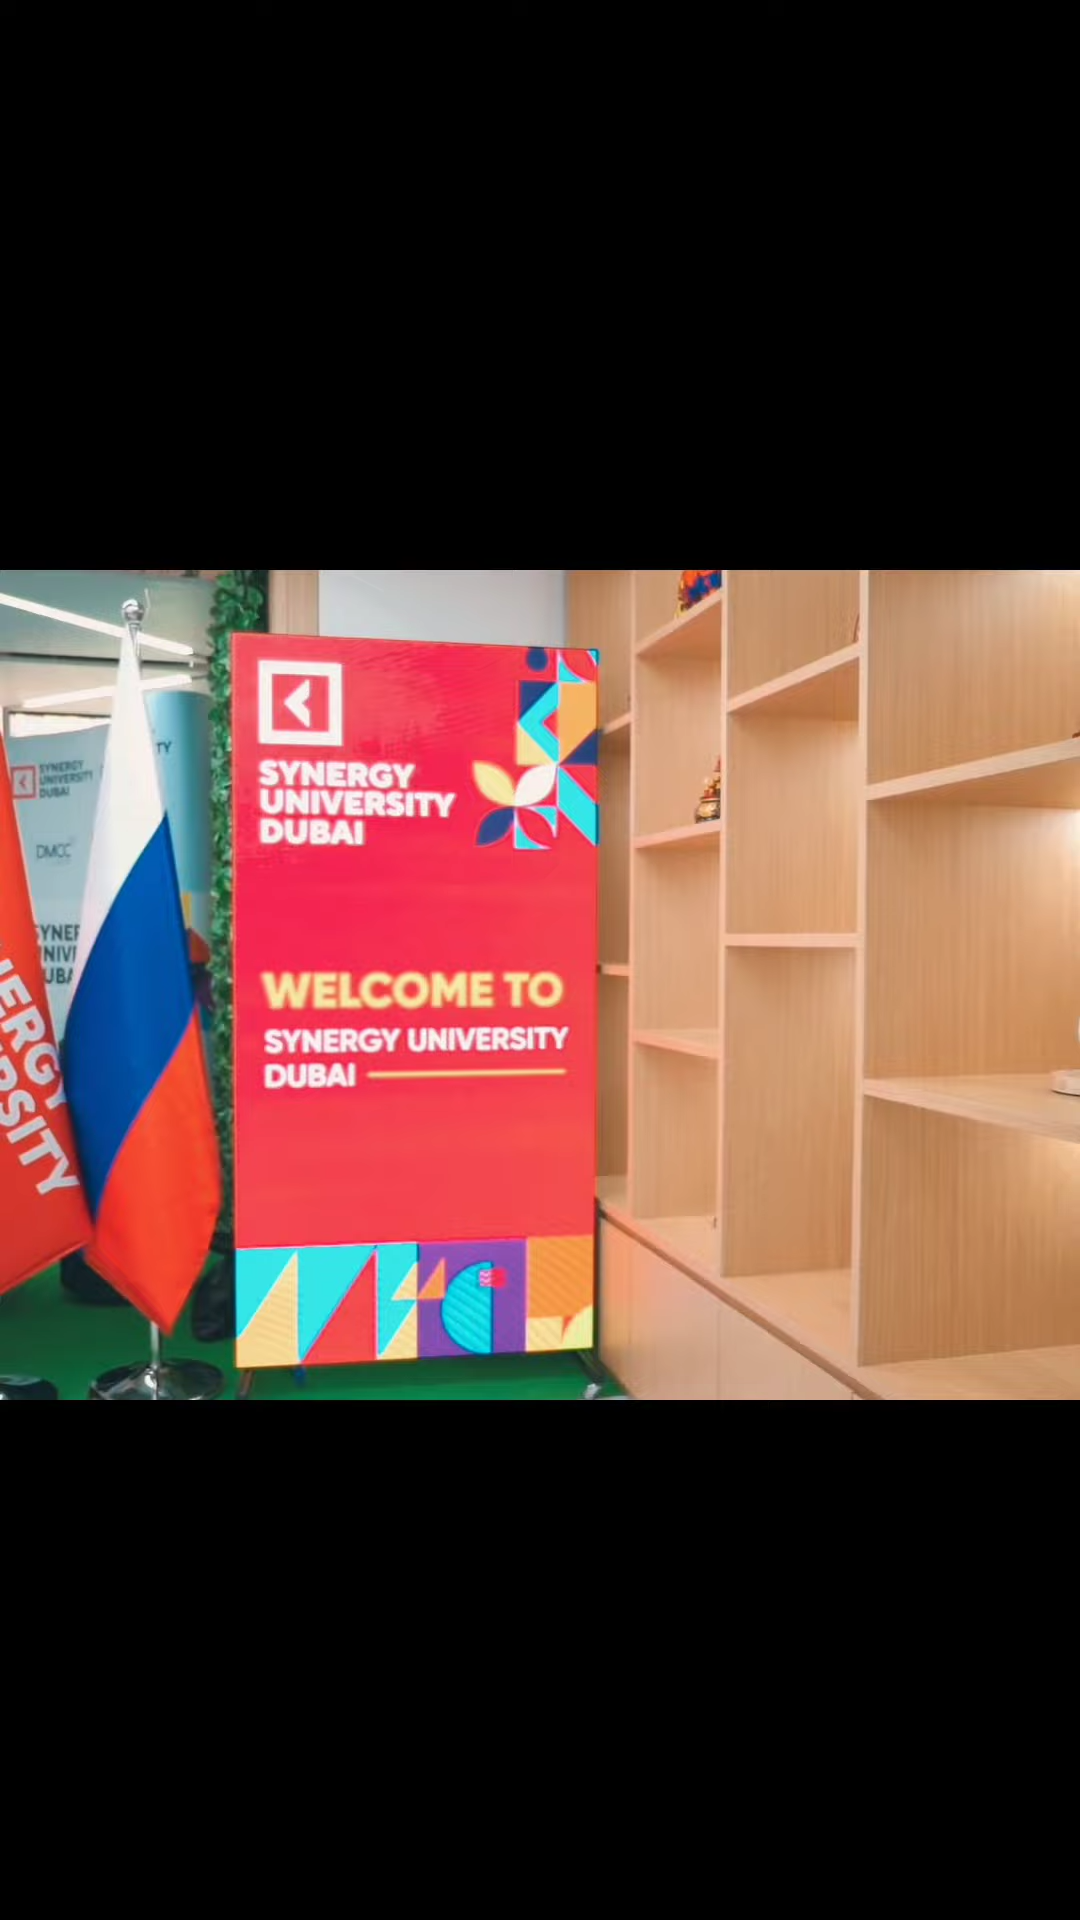 SYNERGY
UNIVERSITY
DUBAI
WELCOME TO
SYNERGY UNIVERSITY
DUBAI
SYNERGY
UNIVERSITY
DUBAI
DMCC